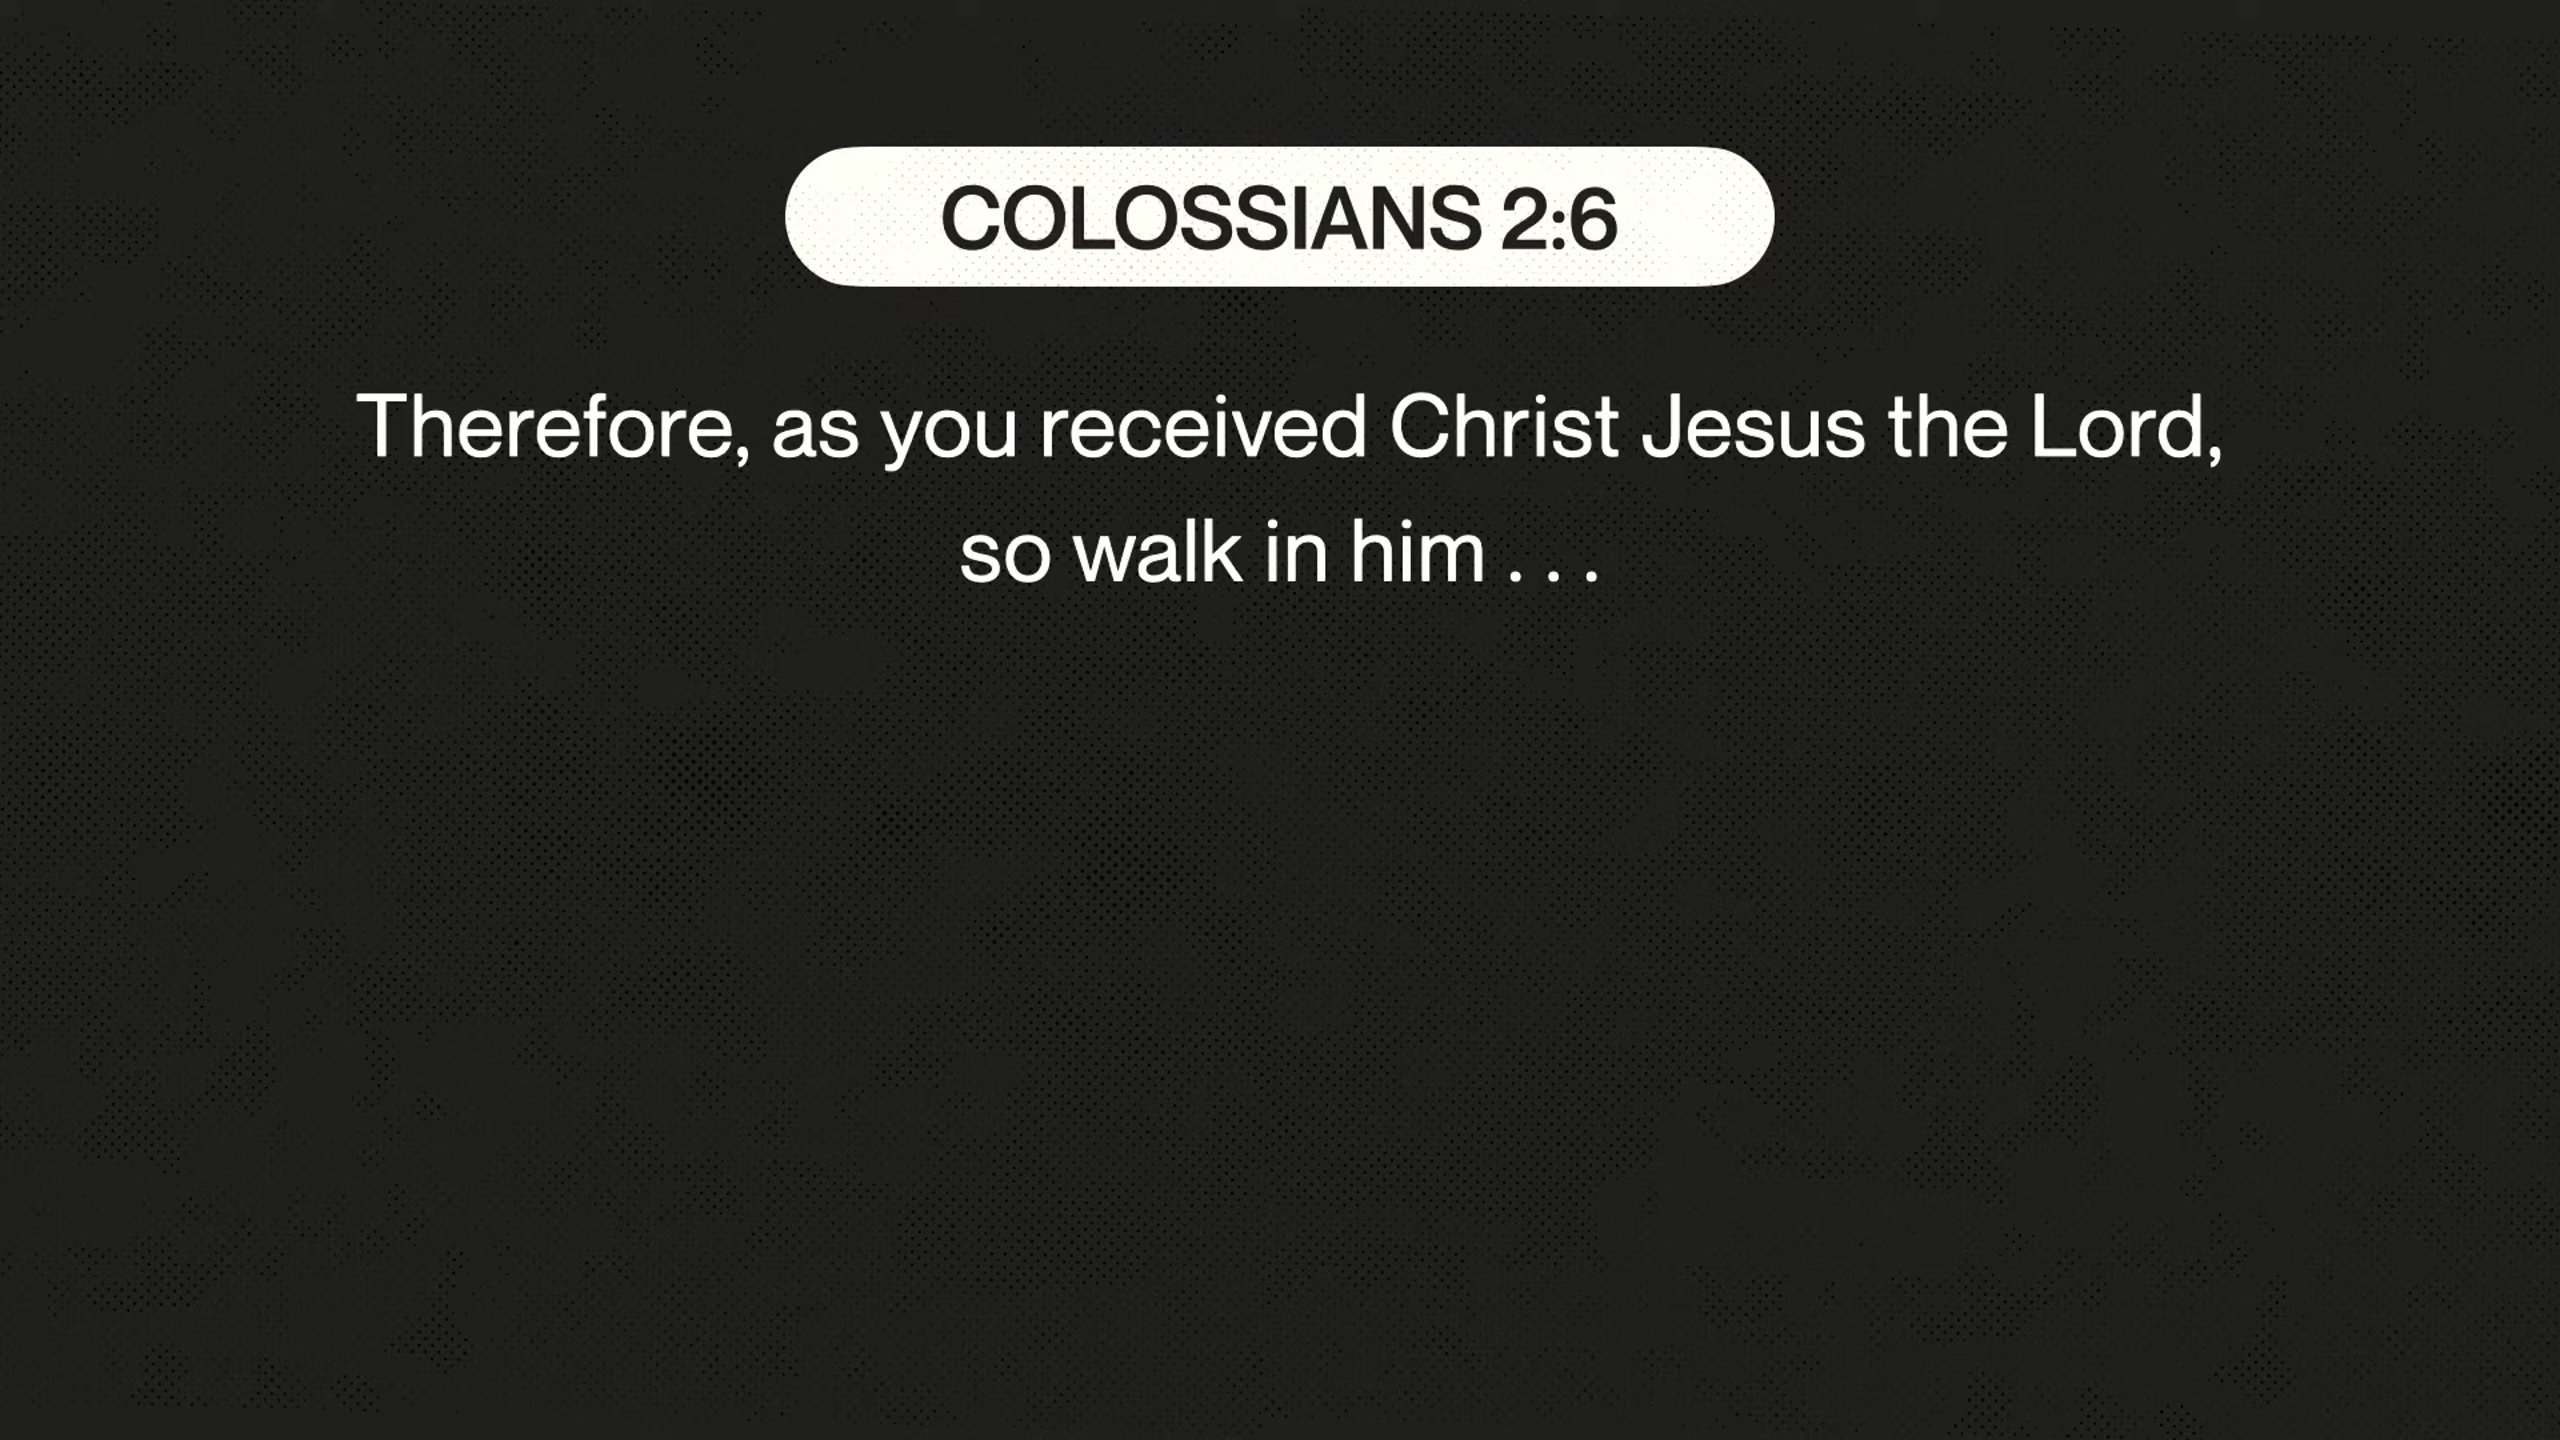 COLOSSIANS 2:6
Therefore, as you received Christ Jesus the Lord,
so walk in him . . .